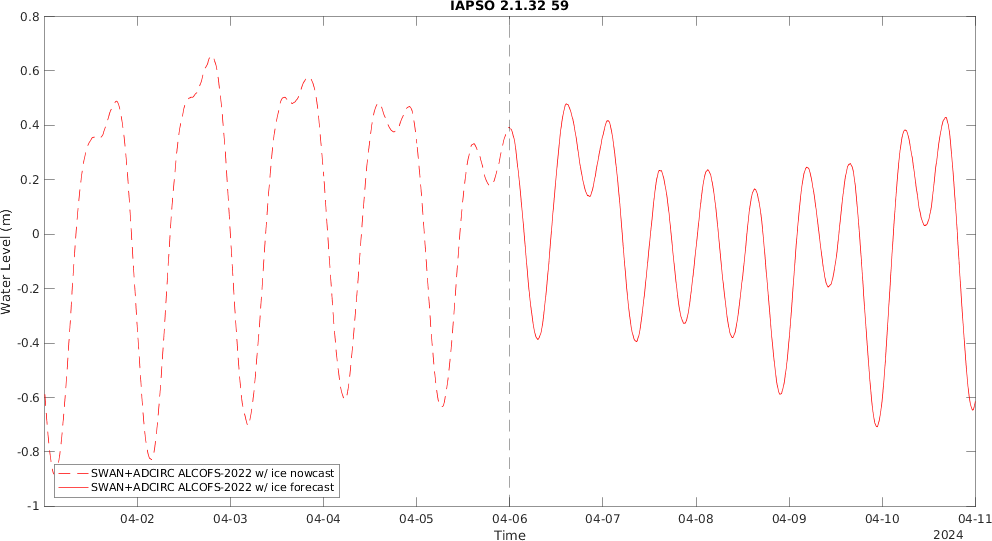 IAPSO 2.1.32 59
0.8
0.6
0.4
0.2
0
-0.2
-0.4
-0.6
-0.8
-1
Water Level (m)
SWAN+ADCIRC ALCOFS-2022 w/ ice nowcast
SWAN+ADCIRC ALCOFS-2022 w/ ice forecast
04-02 04-03 04-04 04-05 04-06 04-07 04-08 04-09 04-10 04-11
Time
2024